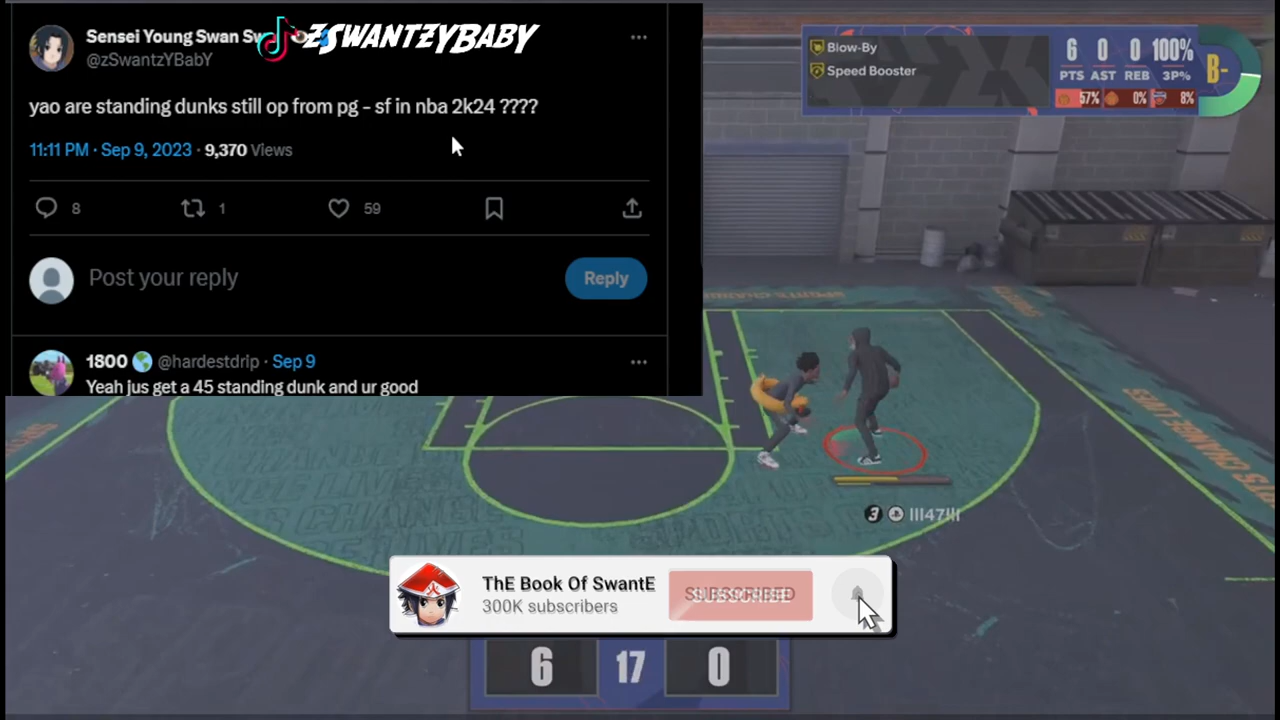 Sensei Young Swan Sw
ZSWANTZYBABY
@zSwantzYBabY
yao are standing dunks still op from pg - sf in nba 2k24 ????
11:11 PM · Sep 9, 2023 · 9,370 Views
8 1 59
Post your reply
Reply
1800 @hardestdrip · Sep 9
Yeah jus get a 45 standing dunk and ur good
Blow-By
Speed Booster
6 0 0 100%
PTS AST REB 3P%
B-
57% 0% 8%
3 III47III
ThE Book Of SwantE
300K subscribers
SUBSCRIBE
6 17 0